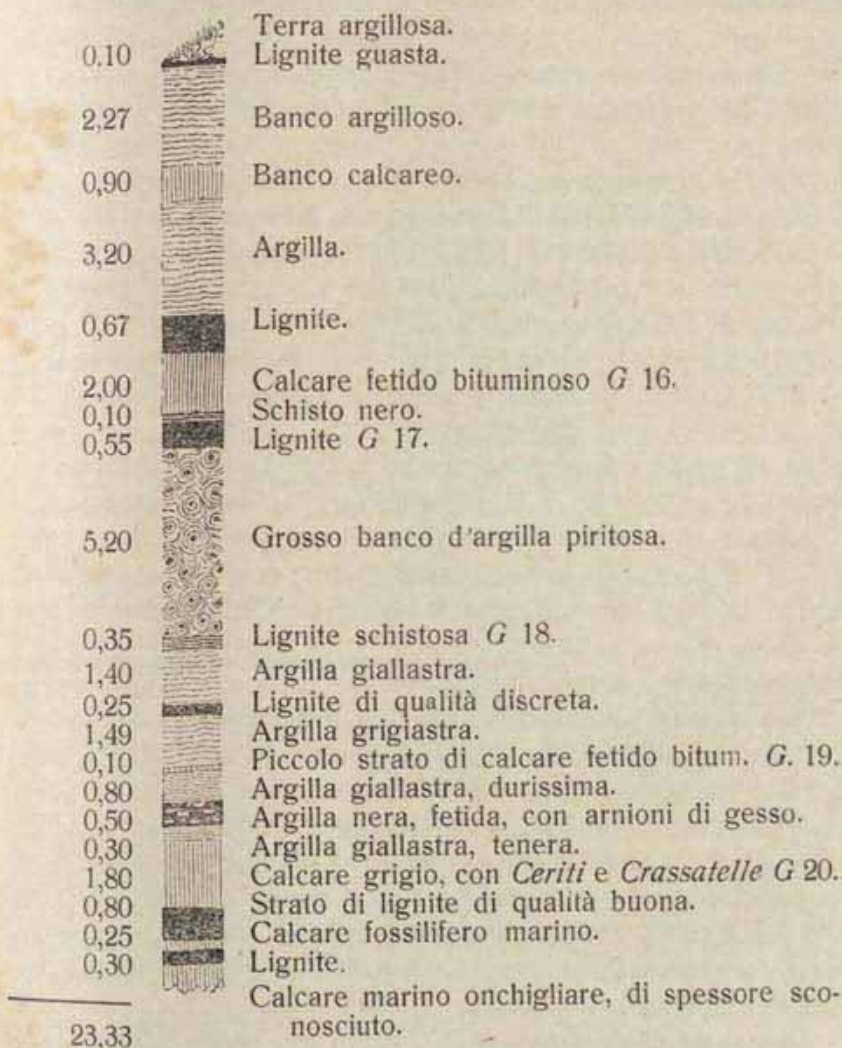 Terra argillosa.
0,10 Lignite guasta.
2,27 Banco argilloso.
0,90 Banco calcareo.
3,20 Argilla.
0,67 Lignite.
2,00 Calcare fetido bituminoso G 16.
0,10 Schisto nero.
0,55 Lignite G 17.
5,20 Grosso banco d'argilla piritosa.
0,35 Lignite schistosa G 18.
1,40 Argilla giallastra.
0,25 Lignite di qualità discreta.
1,49 Argilla grigiastra.
0,10 Piccolo strato di calcare fetido bitum. G. 19.
0,80 Argilla giallastra, durissima.
0,50 Argilla nera, fetida, con arnioni di gesso.
0,30 Argilla giallastra, tenera.
1,80 Calcare grigio, con Ceriti e Crassatelle G 20.
0,80 Strato di lignite di qualità buona.
0,25 Calcare fossilifero marino.
0,30 Lignite.
Calcare marino onchigliare, di spessore sco-
23,33 nosciuto.